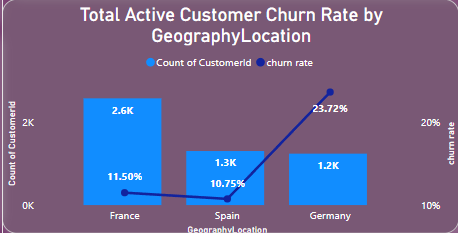 Total Active Customer Churn Rate by
GeographyLocation
Count of CustomerId churn rate
2.6K
2K
23.72%
20%
1.3K
1.2K
11.50%
10.75%
0K
10%
France Spain Germany
GeographyLocation
Count of CustomerId
churn rate